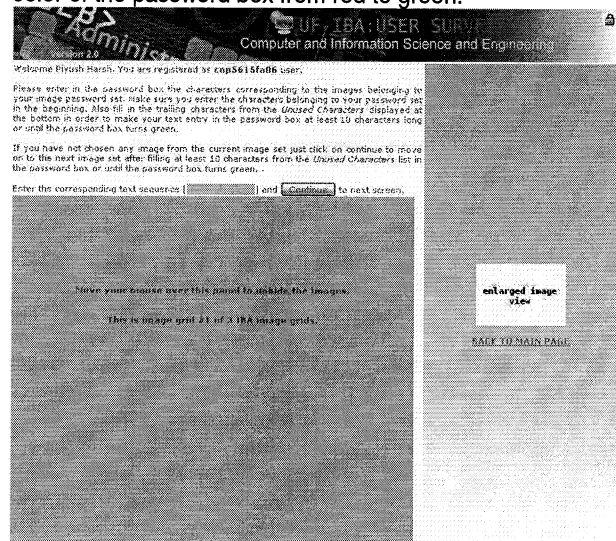 color of the password box from red to green.
UF, IBA:USER SURVE
Computer and Information Science and Engineering
Adminis
version 2.0
Welcome Piyush Harsh. You are registered as cnp5615fa06 user.
Please enter in the password box the characters corresponding to the images belonging to
your image password set. Make sure you enter the characters belonging to your password set
in the beginning. Also fill in the trailing characters from the Unused Characters displayed at
the bottom in order to make your text entry in the password box at least 10 characters long
or until the password box turns green.
If you have not chosen any image from the current image set just click on continue to move
on to the next image set after filling at least 10 characters from the Unused Characters list in
the password box or until the password box turns green. .
Enter the corresponding text sequence [ ] and Continue to next screen.
Move your mouse over this panel to unhide the images.
This is image grid #1 of 3 IBA image grids.
enlarged image
view
BACK TO MAIN PAGE